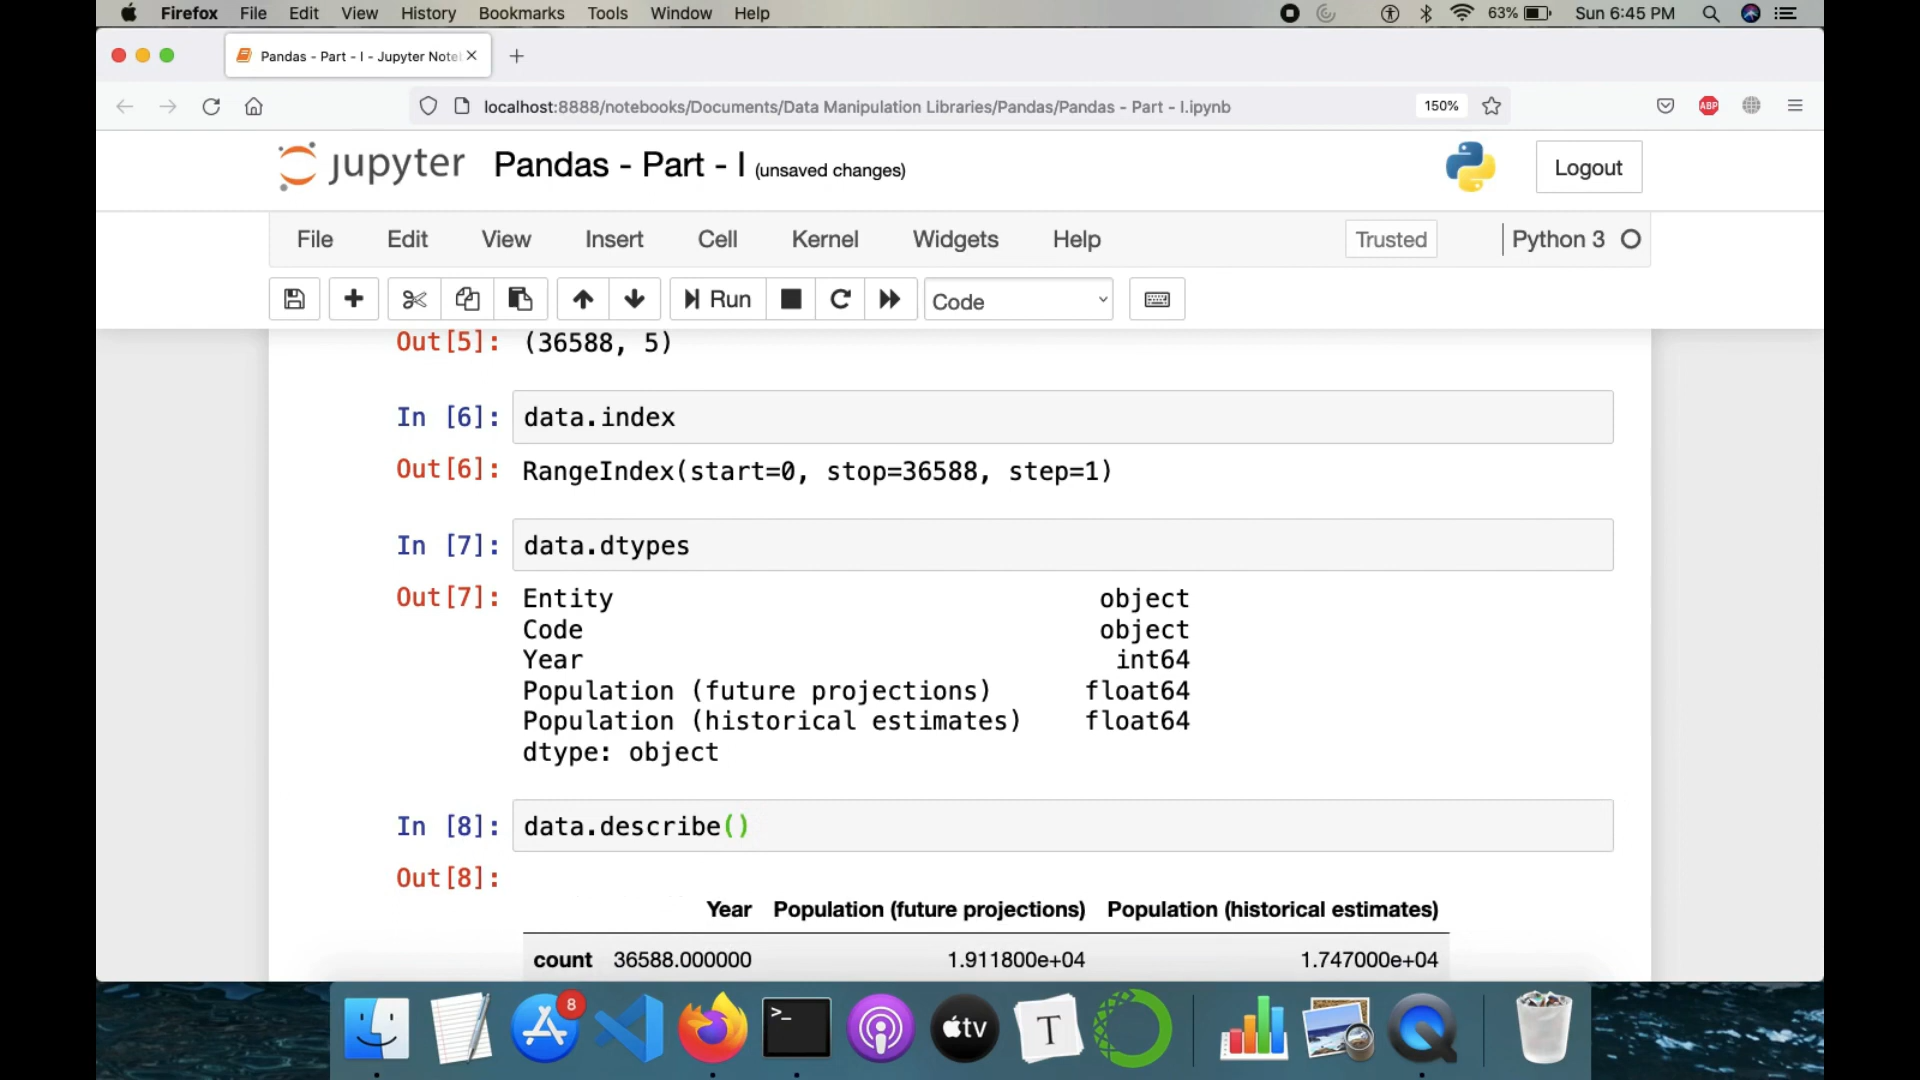 Firefox File Edit View History Bookmarks Tools Window Help 63% Sun 6:45 PM
Pandas - Part - I - Jupyter Note
localhost:8888/notebooks/Documents/Data Manipulation Libraries/Pandas/Pandas - Part - I.ipynb 150% ABP
jupyter Pandas - Part - I (unsaved changes) Logout
File Edit View Insert Cell Kernel Widgets Help Trusted Python 3
Run Code
Out[5]: (36588, 5)
In [6]: data.index
Out[6]: RangeIndex(start=0, stop=36588, step=1)
In [7]: data.dtypes
Out[7]: Entity object
Code object
Year int64
Population (future projections) float64
Population (historical estimates) float64
dtype: object
In [8]: data.describe()
Out[8]:
Year Population (future projections) Population (historical estimates)
count 36588.000000 1.911800e+04 1.747000e+04
8
>_ tv T